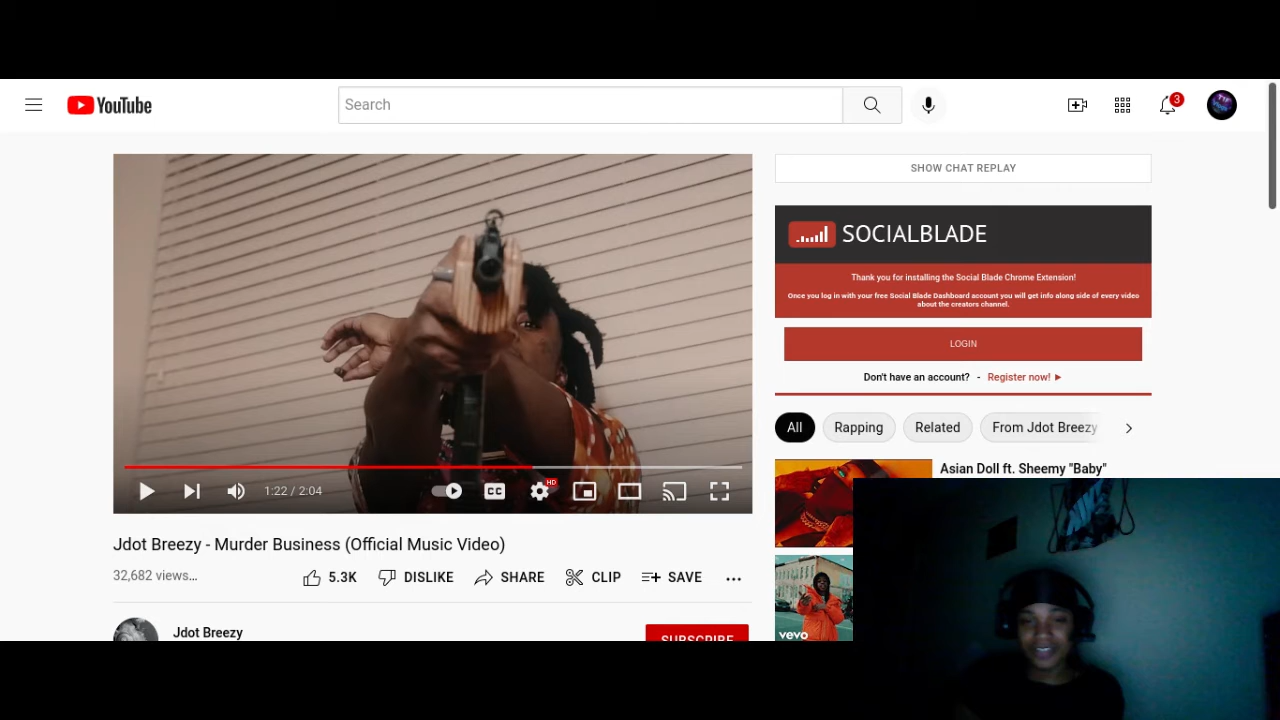 YouTube
Search
3
SHOW CHAT REPLAY
SOCIALBLADE
Thank you for installing the Social Blade Chrome Extension!
Once you log in with your free Social Blade Dashboard account you will get info along side of every video
about the creators channel.
LOGIN
Don't have an account? - Register now! ►
All
Rapping
Related
From Jdot Breezy
Asian Doll ft. Sheemy "Baby"
vevo
1:22 / 2:04
CC
HD
Jdot Breezy - Murder Business (Official Music Video)
32,682 views...
5.3K
DISLIKE
SHARE
CLIP
SAVE
...
Jdot Breezy
SUBSCRIBE